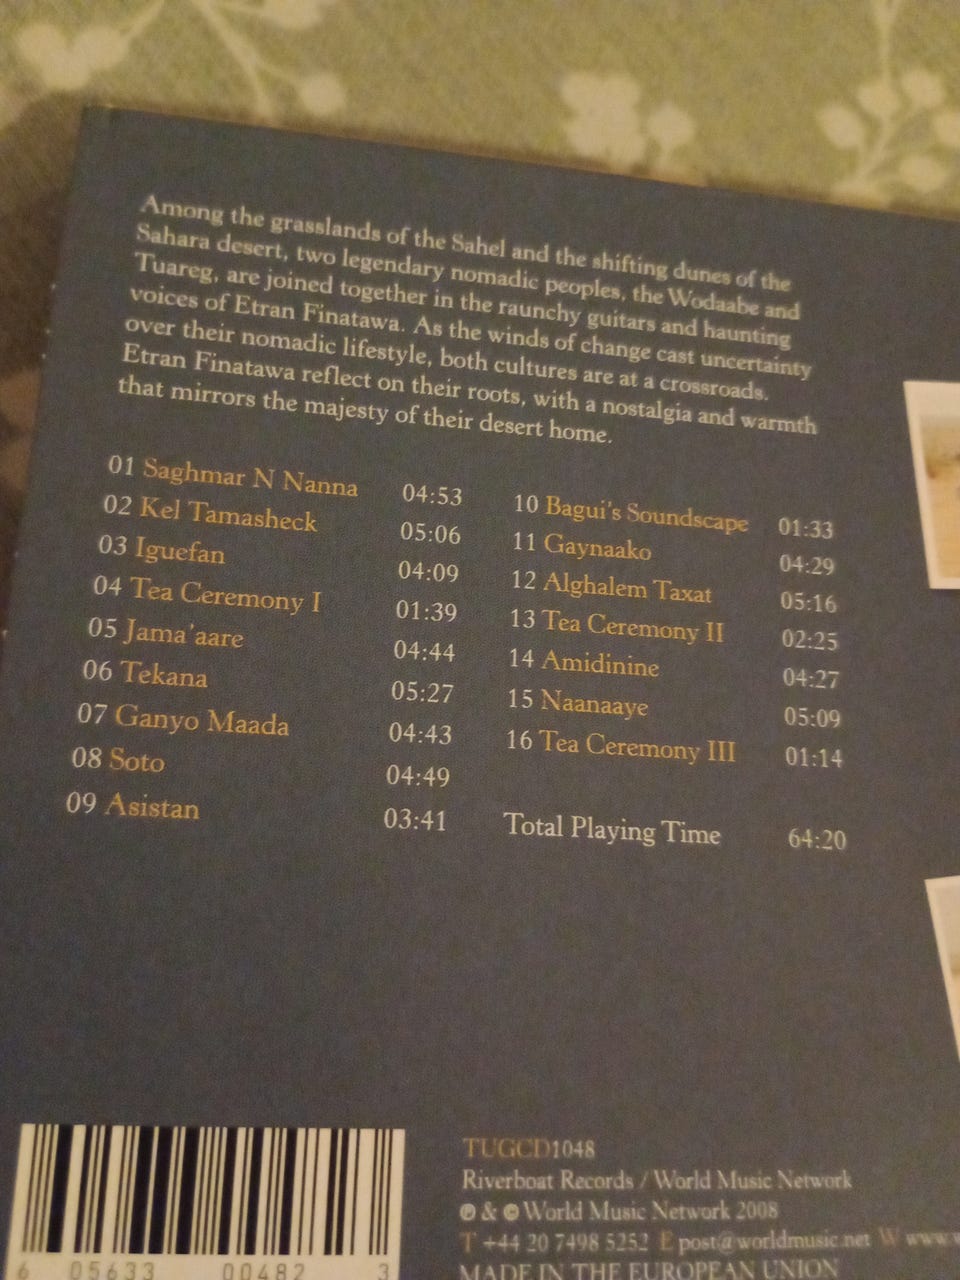 Among the grasslands of the Sahel and the shifting dunes of the
Sahara desert, two legendary nomadic peoples, the Wodaabe and
Tuareg, are joined together in the raunchy guitars and haunting
voices of Etran Finatawa. As the winds of change cast uncertainty
over their nomadic lifestyle, both cultures are at a crossroads.
Etran Finatawa reflect on their roots, with a nostalgia and warmth
that mirrors the majesty of their desert home.
01 Saghmar N Nanna 04:53
02 Kel Tamasheck 05:06
03 Iguefan 04:09
04 Tea Ceremony I 01:39
05 Jama'aare 04:44
06 Tekana 05:27
07 Ganyo Maada 04:43
08 Soto 04:49
09 Asistan 03:41
10 Bagui's Soundscape 01:33
11 Gaynaako 04:29
12 Alghalem Taxat 05:16
13 Tea Ceremony II 02:25
14 Amidinine 04:27
15 Naanaaye 05:09
16 Tea Ceremony III 01:14
Total Playing Time 64:20
TUGCD1048
Riverboat Records / World Music Network
℗ & © World Music Network 2008
T +44 20 7498 5252 E post@worldmusic.net W
MADE IN THE EUROPEAN UNION
6 05633 00482 3